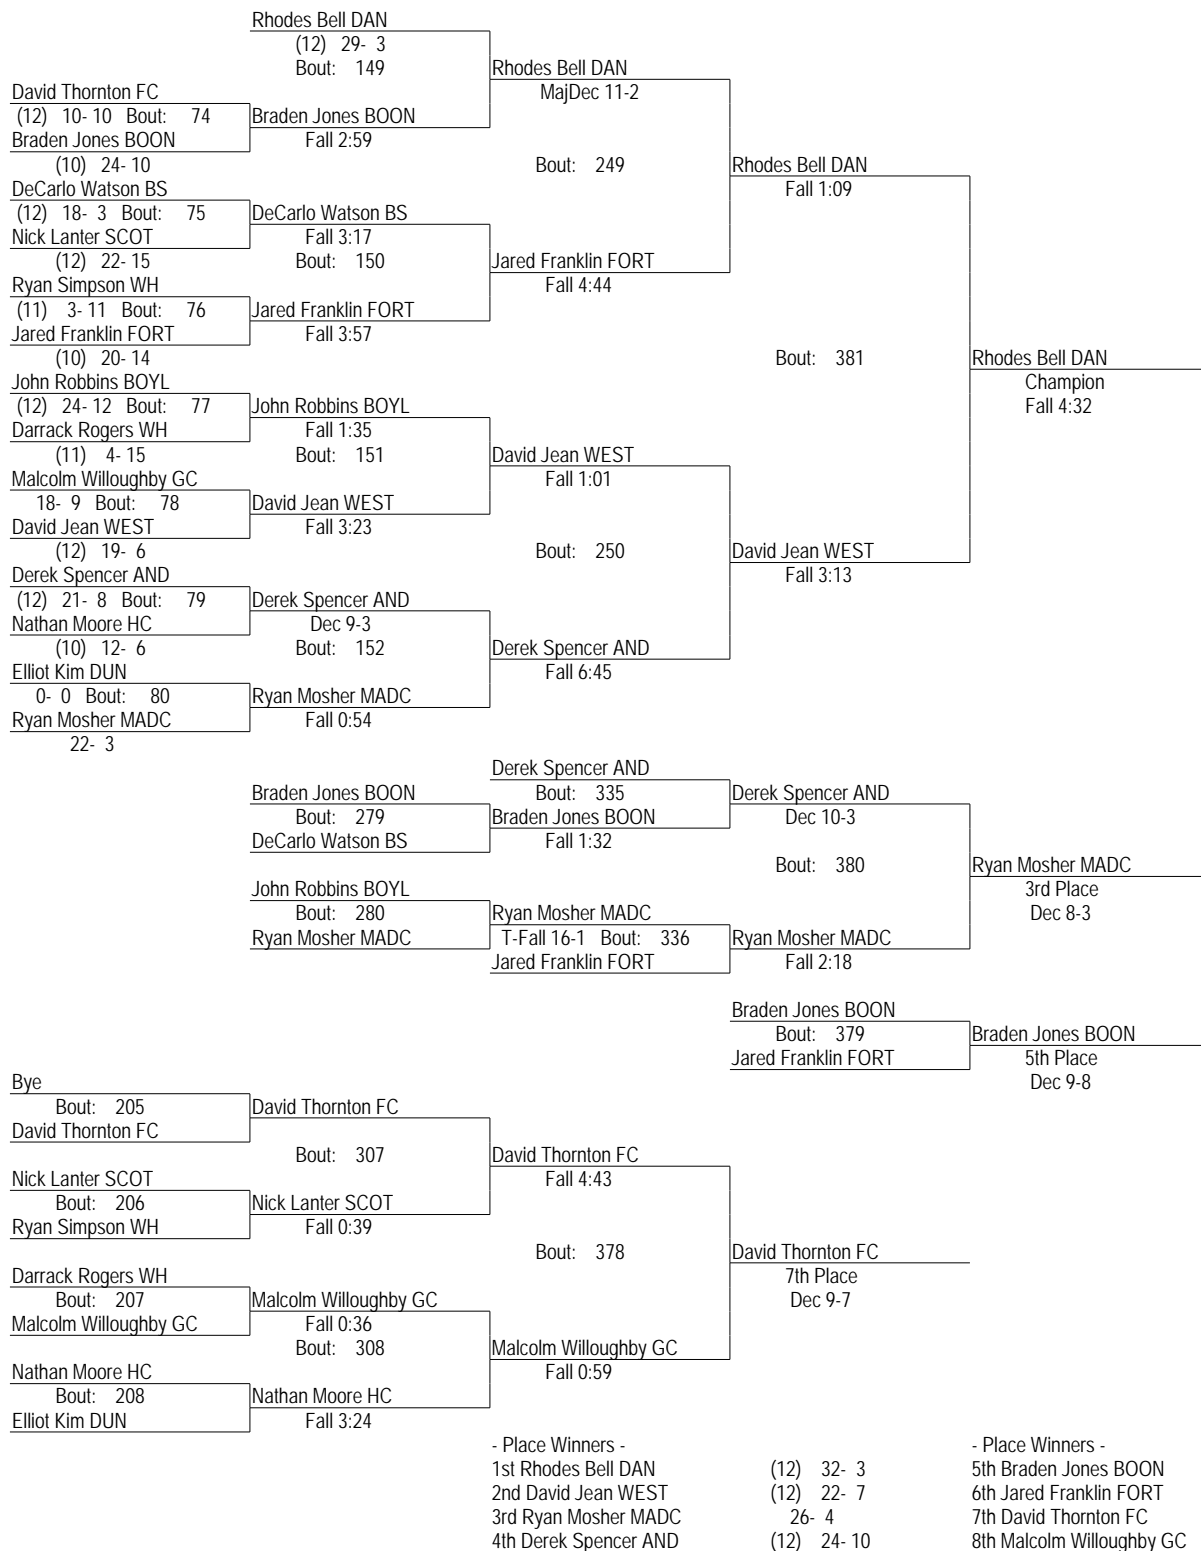 Rhodes Bell DAN
(12) 29- 3
Bout: 149
Rhodes Bell DAN
MajDec 11-2
David Thornton FC
(12) 10- 10 Bout: 74
Braden Jones BOON
Braden Jones BOON
Fall 2:59
(10) 24- 10
Bout: 249
Rhodes Bell DAN
Fall 1:09
DeCarlo Watson BS
(12) 18- 3 Bout: 75
DeCarlo Watson BS
Nick Lanter SCOT
Fall 3:17
(12) 22- 15
Bout: 150
Jared Franklin FORT
Fall 4:44
Ryan Simpson WH
(11) 3- 11 Bout: 76
Jared Franklin FORT
Jared Franklin FORT
Fall 3:57
(10) 20- 14
Bout: 381
Rhodes Bell DAN
Champion
Fall 4:32
John Robbins BOYL
(12) 24- 12 Bout: 77
John Robbins BOYL
Darrack Rogers WH
Fall 1:35
(11) 4- 15
Bout: 151
David Jean WEST
Fall 1:01
Malcolm Willoughby GC
18- 9 Bout: 78
David Jean WEST
David Jean WEST
Fall 3:23
(12) 19- 6
Bout: 250
David Jean WEST
Fall 3:13
Derek Spencer AND
(12) 21- 8 Bout: 79
Derek Spencer AND
Nathan Moore HC
Dec 9-3
(10) 12- 6
Bout: 152
Derek Spencer AND
Fall 6:45
Elliot Kim DUN
0- 0 Bout: 80
Ryan Mosher MADC
Ryan Mosher MADC
Fall 0:54
22- 3
Derek Spencer AND
Braden Jones BOON
Bout: 335
Derek Spencer AND
Bout: 279
Braden Jones BOON
Dec 10-3
DeCarlo Watson BS
Fall 1:32
Bout: 380
Ryan Mosher MADC
3rd Place
Dec 8-3
John Robbins BOYL
Bout: 280
Ryan Mosher MADC
Ryan Mosher MADC
T-Fall 16-1 Bout: 336
Ryan Mosher MADC
Jared Franklin FORT
Fall 2:18
Braden Jones BOON
Bout: 379
Braden Jones BOON
Jared Franklin FORT
5th Place
Dec 9-8
Bye
Bout: 205
David Thornton FC
David Thornton FC
Bout: 307
David Thornton FC
Fall 4:43
Nick Lanter SCOT
Bout: 206
Nick Lanter SCOT
Ryan Simpson WH
Fall 0:39
Bout: 378
David Thornton FC
7th Place
Dec 9-7
Darrack Rogers WH
Bout: 207
Malcolm Willoughby GC
Malcolm Willoughby GC
Fall 0:36
Bout: 308
Malcolm Willoughby GC
Fall 0:59
Nathan Moore HC
Bout: 208
Nathan Moore HC
Elliot Kim DUN
Fall 3:24
- Place Winners -
1st Rhodes Bell DAN (12) 32- 3
2nd David Jean WEST (12) 22- 7
3rd Ryan Mosher MADC 26- 4
4th Derek Spencer AND (12) 24- 10
- Place Winners -
5th Braden Jones BOON
6th Jared Franklin FORT
7th David Thornton FC
8th Malcolm Willoughby GC